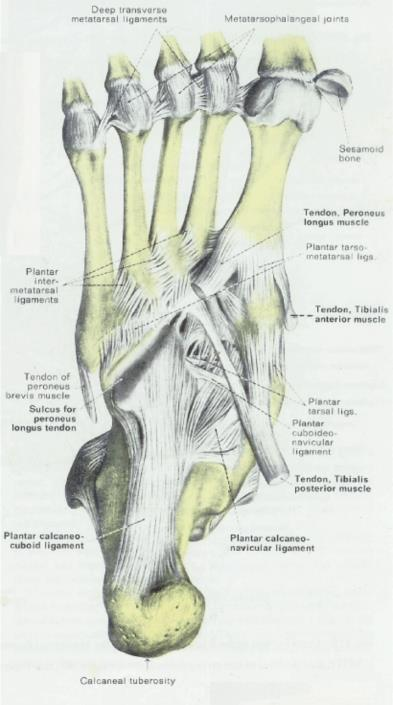 Deep transverse
metatarsal ligaments
Metatarsophalangeal joints
Sesamoid
bone
Tendon, Peroneus
longus muscle
Plantar tarso-
metatarsal ligs.
Plantar
inter-
metatarsal
ligaments
Tendon, Tibialis
anterior muscle
Tendon of
peroneus
brevis muscle
Sulcus for
peroneus
longus tendon
Plantar
tarsal ligs.
Plantar
cuboideo-
navicular
ligament
Tendon, Tibialis
posterior muscle
Plantar calcaneo-
cuboid ligament
Plantar calcaneo-
navicular ligament
Calcaneal tuberosity